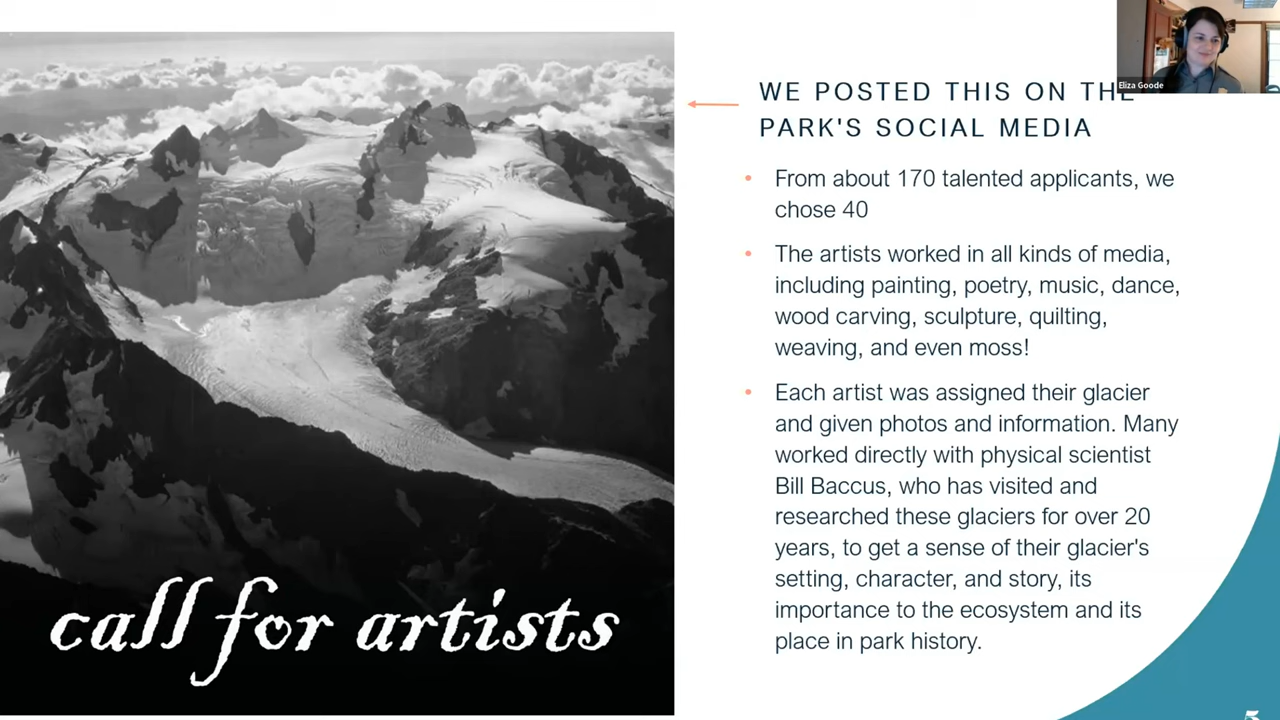 WE POSTED THIS ON THE
PARK'S SOCIAL MEDIA
• From about 170 talented applicants, we
chose 40
• The artists worked in all kinds of media,
including painting, poetry, music, dance,
wood carving, sculpture, quilting,
weaving, and even moss!
• Each artist was assigned their glacier
and given photos and information. Many
worked directly with physical scientist
Bill Baccus, who has visited and
researched these glaciers for over 20
years, to get a sense of their glacier's
setting, character, and story, its
importance to the ecosystem and its
place in park history.
call for artists
Eliza Goode
5